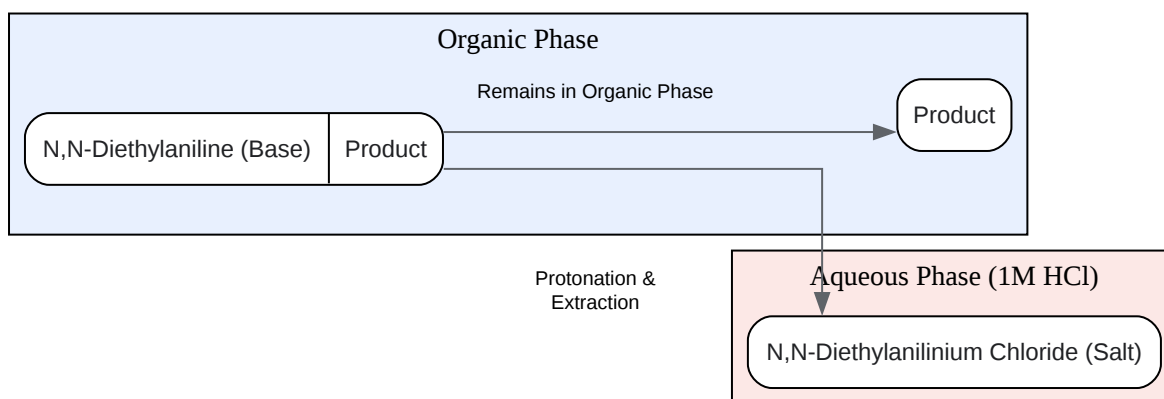 Organic Phase
Remains in Organic Phase
N,N-Diethylaniline (Base)
Product
Product
Protonation &
Extraction
Aqueous Phase (1M HCl)
N,N-Diethylanilinium Chloride (Salt)